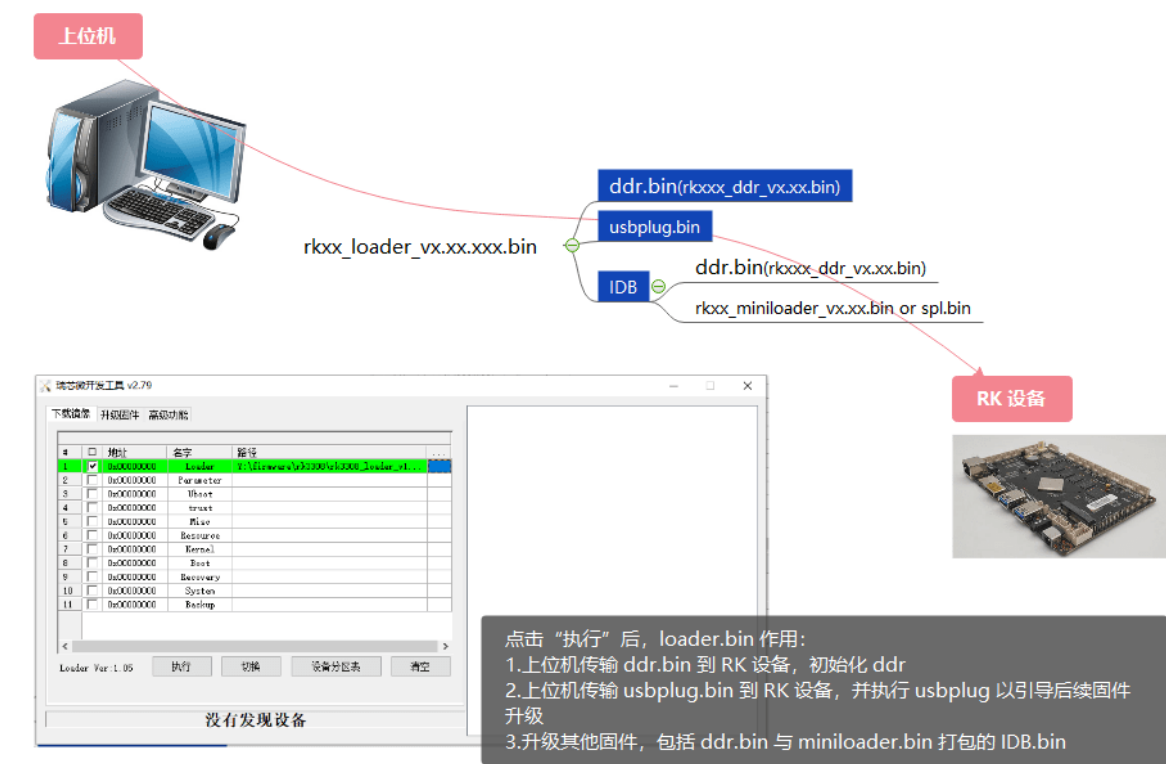 上位机
ddr.bin(rkxxx_ddr_vx.xx.bin)
usbplug.bin
rkxx_loader_vx.xx.xxx.bin
IDB
ddr.bin(rkxxx_ddr_vx.xx.bin)
rkxx_miniloader_vx.xx.bin or spl.bin
RK 设备
瑞芯微开发工具 v2.79
下载镜像 升级固件 高级功能
# 地址 名字 路径 ...
1 0x00000000 Loader Y:\firmware\rk3308\rk3308_loader_v1...
2 0x00000000 Parameter
3 0x00000000 Uboot
4 0x00000000 trust
5 0x00000000 Misc
6 0x00000000 Resource
7 0x00000000 Kernel
8 0x00000000 Boot
9 0x00000000 Recovery
10 0x00000000 System
11 0x00000000 Backup
Loader Ver:1.05 执行 切换 设备分区表 清空
没有发现设备
点击“执行”后，loader.bin 作用：
1.上位机传输 ddr.bin 到 RK 设备，初始化 ddr
2.上位机传输 usbplug.bin 到 RK 设备，并执行 usbplug 以引导后续固件
升级
3.升级其他固件，包括 ddr.bin 与 miniloader.bin 打包的 IDB.bin